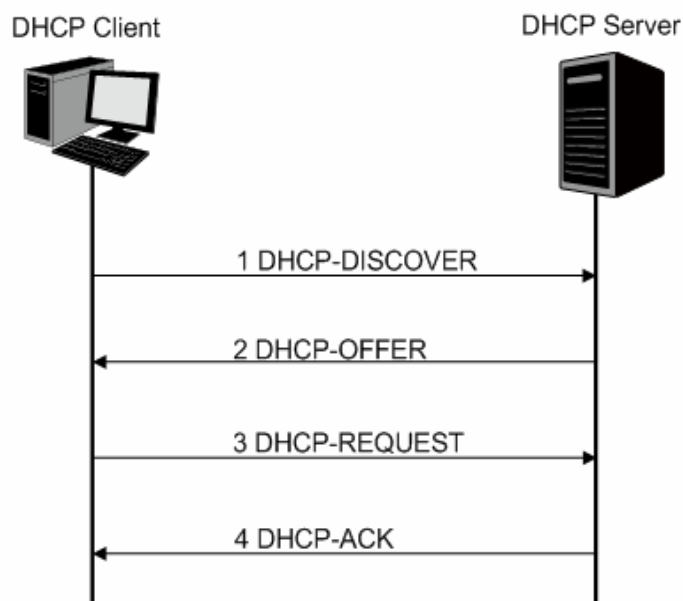 DHCP Client
DHCP Server
1 DHCP-DISCOVER
2 DHCP-OFFER
3 DHCP-REQUEST
4 DHCP-ACK